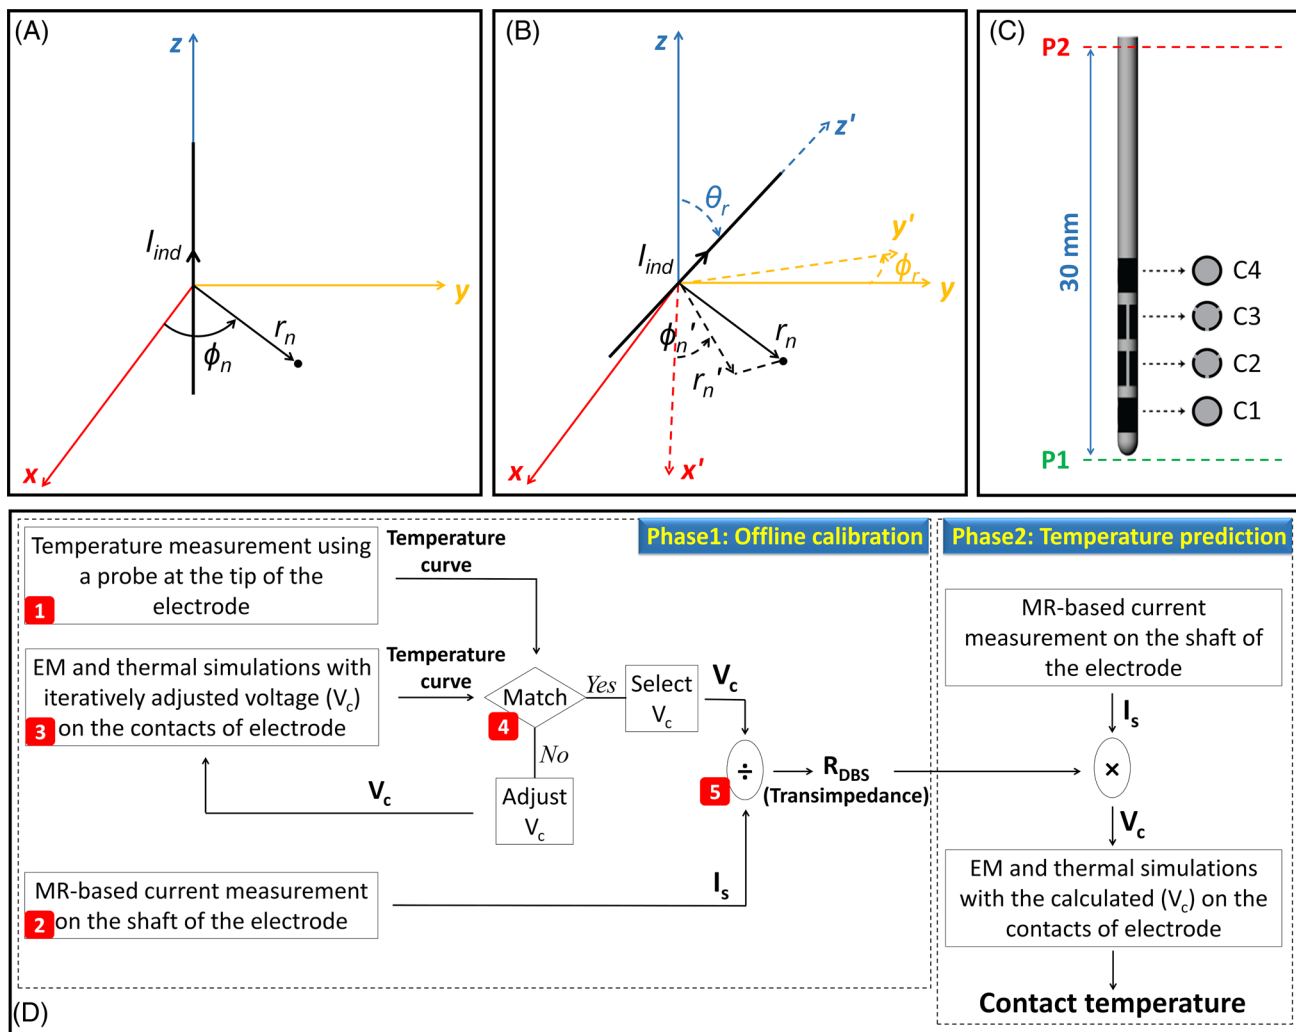 (A)
z
I_ind
y
r_n
ϕ_n
x
(B)
z
z'
θ_r
y'
I_ind
ϕ_r
y
ϕ_n'
r_n
r_n'
x
x'
(C)
P2
30 mm
C4
C3
C2
C1
P1
Phase1: Offline calibration
Temperature measurement using
a probe at the tip of the
electrode
1
Temperature
curve
EM and thermal simulations with
iteratively adjusted voltage (V_c)
on the contacts of electrode
3
Temperature
curve
Match
4
Yes
Select
V_c
V_c
No
Adjust
V_c
V_c
÷
5
R_DBS
(Transimpedance)
MR-based current measurement
on the shaft of the electrode
2
I_s
Phase2: Temperature prediction
MR-based current
measurement on the shaft of
the electrode
I_s
×
V_c
EM and thermal simulations
with the calculated (V_c) on the
contacts of electrode
Contact temperature
(D)